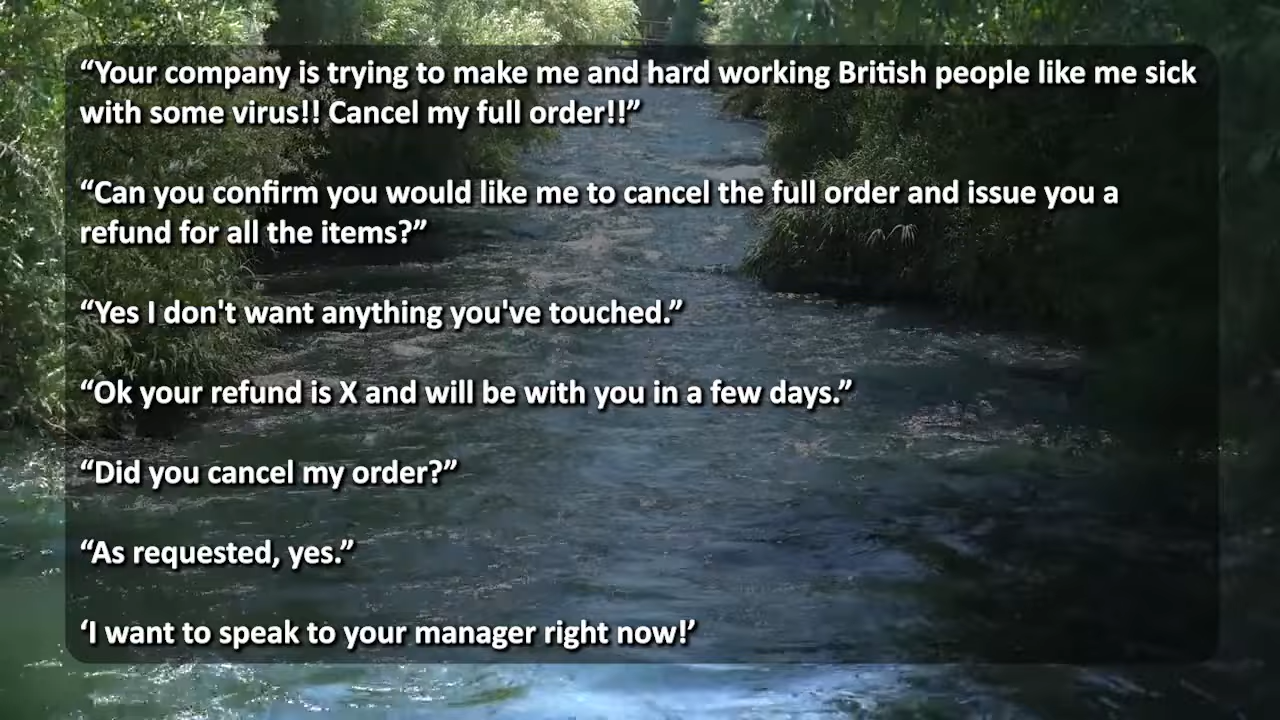 “Your company is trying to make me and hard working British people like me sick
with some virus!! Cancel my full order!!”
“Can you confirm you would like me to cancel the full order and issue you a
refund for all the items?”
“Yes I don't want anything you've touched.”
“Ok your refund is X and will be with you in a few days.”
“Did you cancel my order?”
“As requested, yes.”
‘I want to speak to your manager right now!’